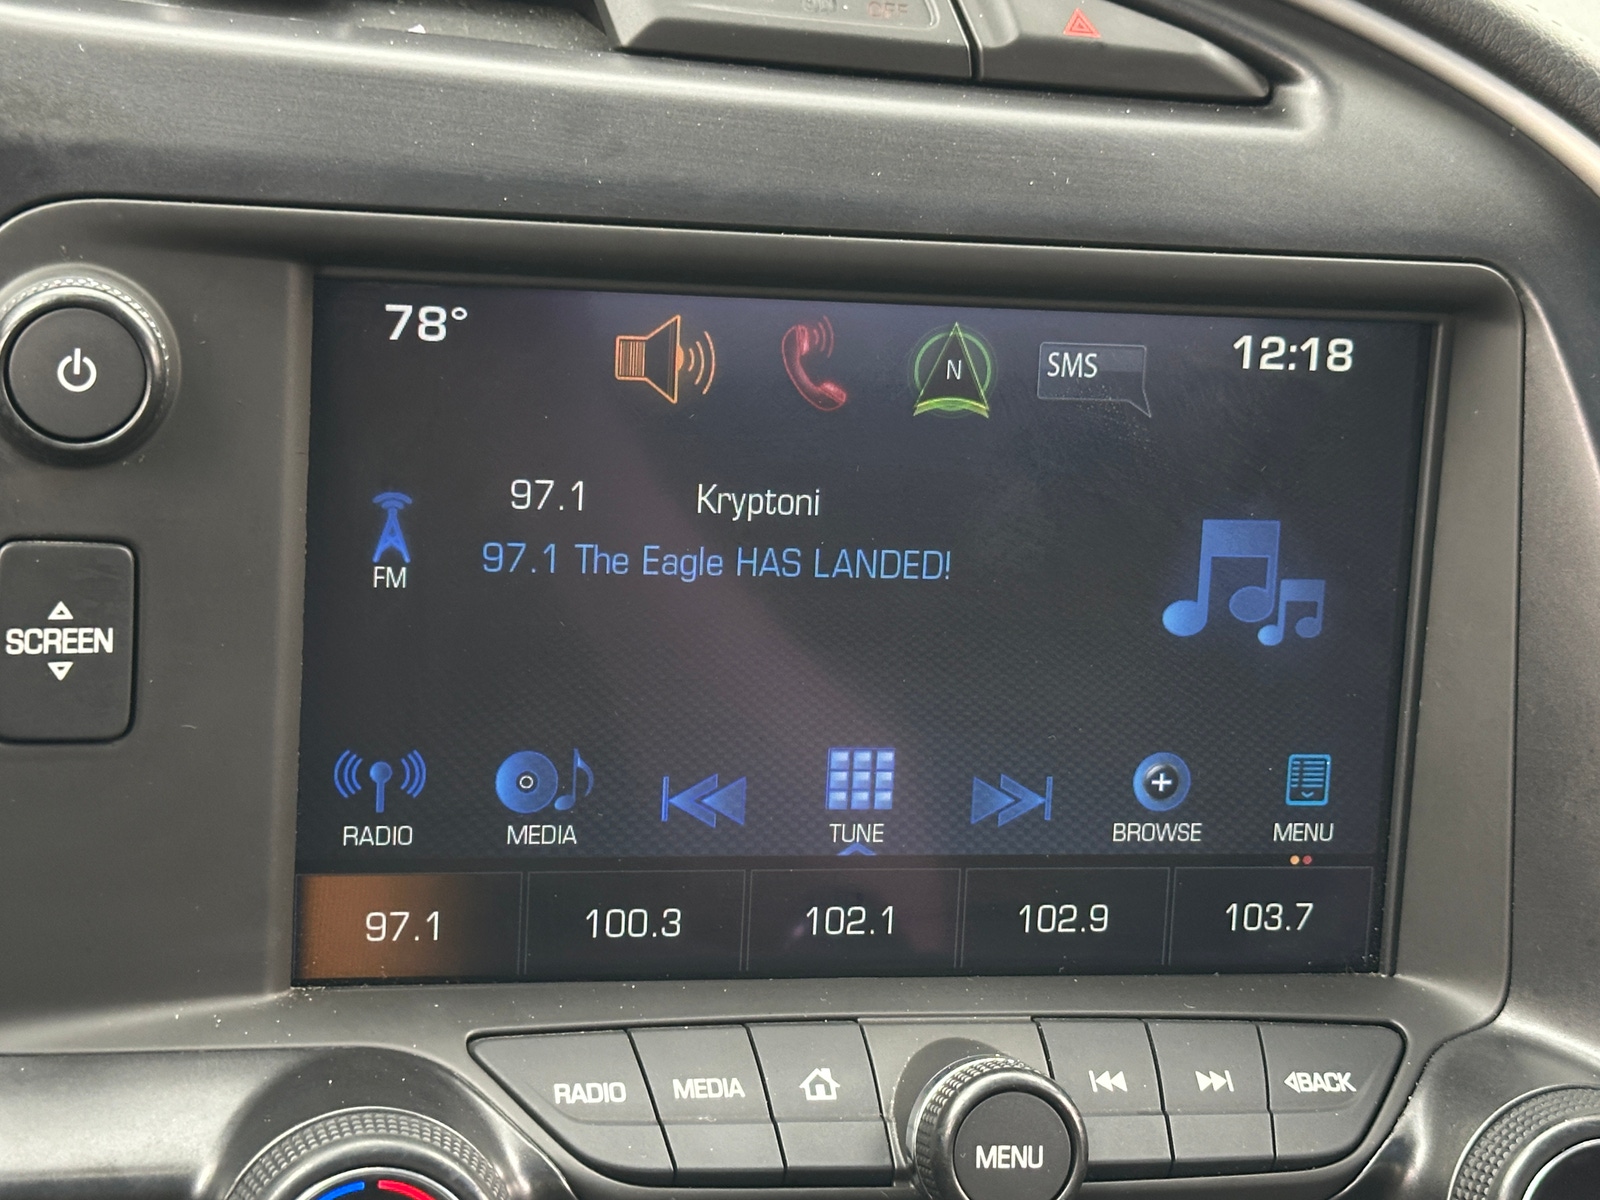 OFF
78°
N
SMS
12:18
97.1 Kryptoni
97.1 The Eagle HAS LANDED!
FM
SCREEN
RADIO MEDIA TUNE BROWSE MENU
97.1 100.3 102.1 102.9 103.7
RADIO MEDIA BACK
MENU